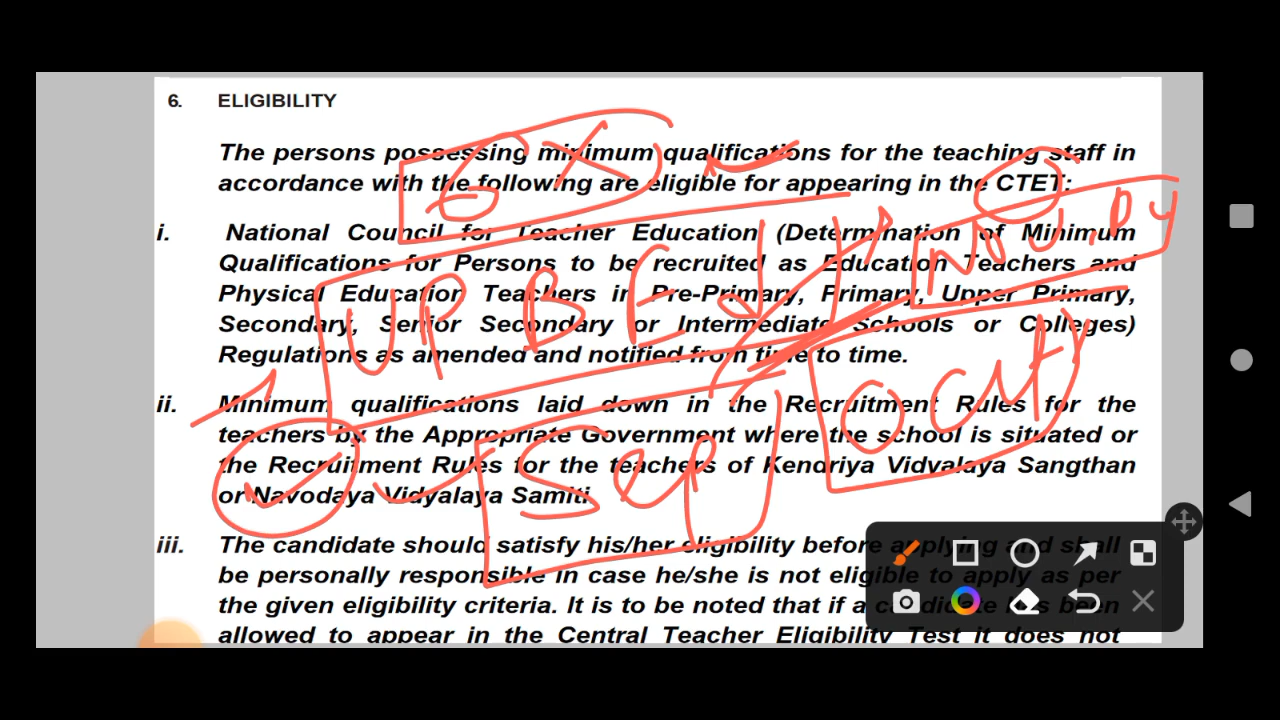 6. ELIGIBILITY
The persons possessing minimum qualifications for the teaching staff in
accordance with the following are eligible for appearing in the CTET:
i. National Council for Teacher Education (Determination of Minimum
Qualifications for Persons to be recruited as Education Teachers and
Physical Education Teachers in Pre-Primary, Primary, Upper Primary,
Secondary, Senior Secondary or Intermediate Schools or Colleges)
Regulations as amended and notified from time to time.
ii. Minimum qualifications laid down in the Recruitment Rules for the
teachers by the Appropriate Government where the school is situated or
the Recruitment Rules for the teachers of Kendriya Vidyalaya Sangthan
or Navodaya Vidyalaya Samiti.
iii. The candidate should satisfy his/her eligibility before applying and shall
be personally responsible in case he/she is not eligible to apply as per
the given eligibility criteria. It is to be noted that if a candidate has been
allowed to appear in the Central Teacher Eligibility Test it does not
UP BEd
Sep